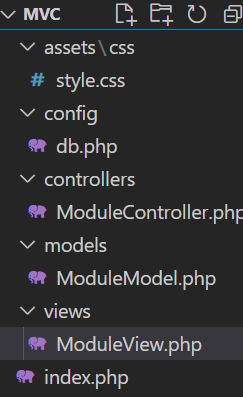 MVC
assets\css
# style.css
config
db.php
controllers
ModuleController.php
models
ModuleModel.php
views
ModuleView.php
index.php